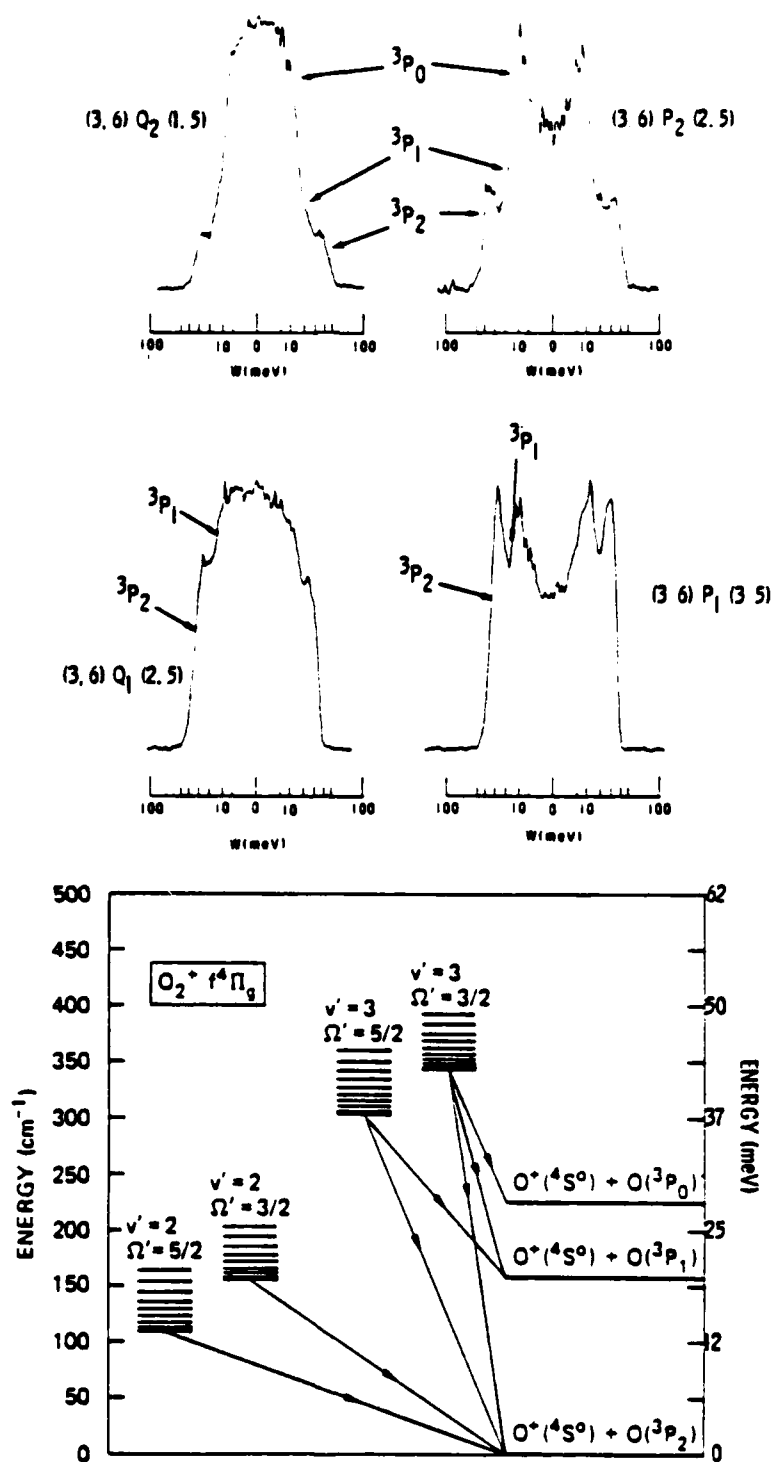 ³P₀
(3,6) Q₂ (1.5)
(3 6) P₂ (2.5)
³P₁
³P₂
100 10 0 10 100
W(meV)
100 10 0 10 100
W(meV)
³P₁
³P₁
³P₂
³P₂
(3 6) P₁ (3 5)
(3,6) Q₁ (2.5)
100 10 0 10 100
W(meV)
100 10 0 10 100
W(meV)
500
450
400
350
300
250
200
150
100
50
0
ENERGY (cm⁻¹)
O₂⁺ f⁴Πg
v' = 3
Ω' = 5/2
v' = 3
Ω' = 3/2
v' = 2
Ω' = 3/2
v' = 2
Ω' = 5/2
O⁺(⁴S⁰) + O(³P₀)
O⁺(⁴S⁰) + O(³P₁)
O⁺(⁴S⁰) + O(³P₂)
62
50
37
25
12
0
ENERGY (meV)